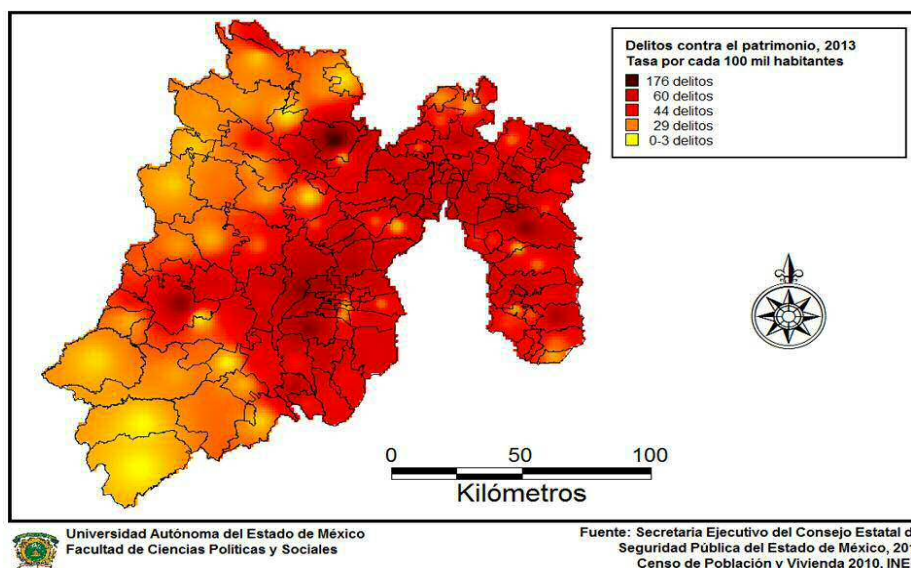 Delitos contra el patrimonio, 2013
Tasa por cada 100 mil habitantes
176 delitos
60 delitos
44 delitos
29 delitos
0-3 delitos
0 50 100
Kilómetros
Universidad Autónoma del Estado de México
Facultad de Ciencias Políticas y Sociales
Fuente: Secretaria Ejecutivo del Consejo Estatal d
Seguridad Pública del Estado de México, 201
Censo de Población y Vivienda 2010, INE